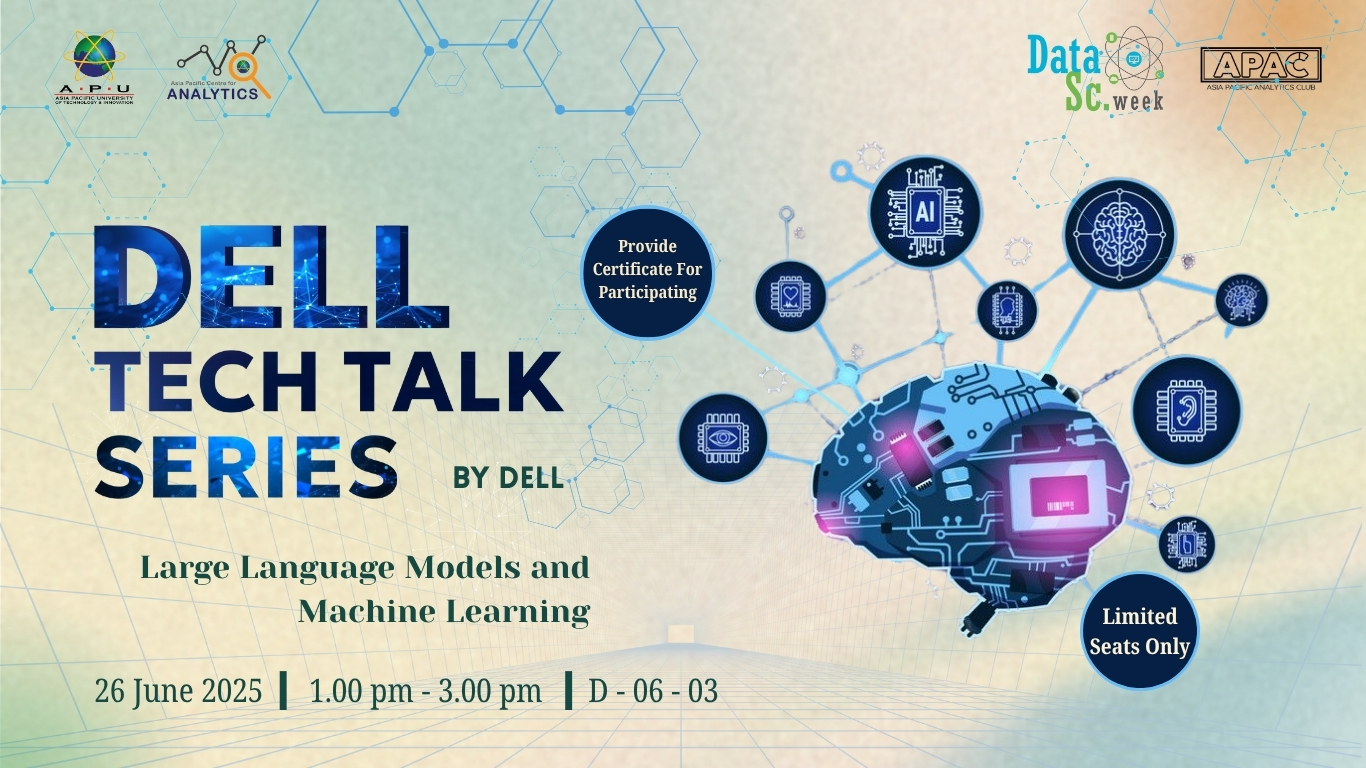 A · P · U
ASIA PACIFIC UNIVERSITY
OF TECHNOLOGY & INNOVATION
Asia Pacific Centre for
ANALYTICS
Data
Sc.week
APAC
ASIA PACIFIC ANALYTICS CLUB
DELL
TECH TALK
SERIES
BY DELL
Large Language Models and
Machine Learning
26 June 2025
1.00 pm - 3.00 pm
D - 06 - 03
Provide
Certificate For
Participating
AI
Limited
Seats Only